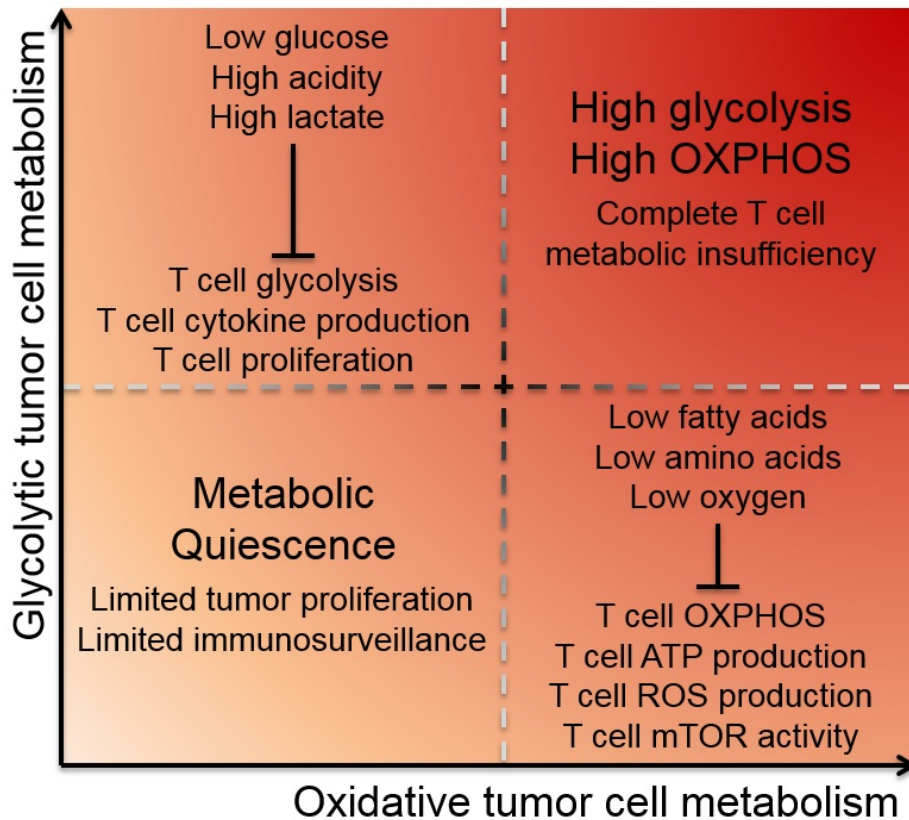 Glycolytic tumor cell metabolism
Low glucose
High acidity
High lactate
T cell glycolysis
T cell cytokine production
T cell proliferation
High glycolysis
High OXPHOS
Complete T cell
metabolic insufficiency
Metabolic
Quiescence
Limited tumor proliferation
Limited immunosurveillance
Low fatty acids
Low amino acids
Low oxygen
T cell OXPHOS
T cell ATP production
T cell ROS production
T cell mTOR activity
Oxidative tumor cell metabolism